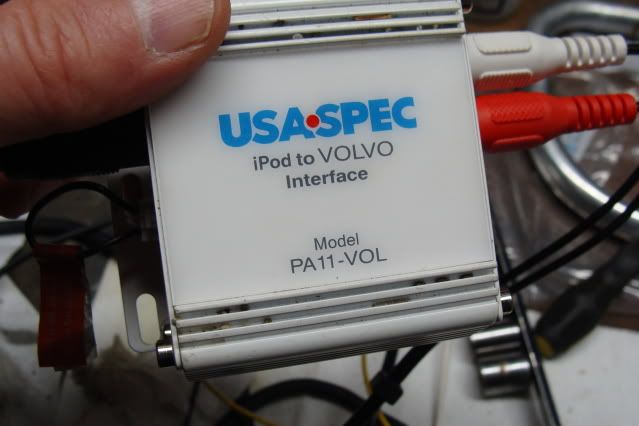 USA SPEC
iPod to VOLVO
Interface
Model
PA11-VOL